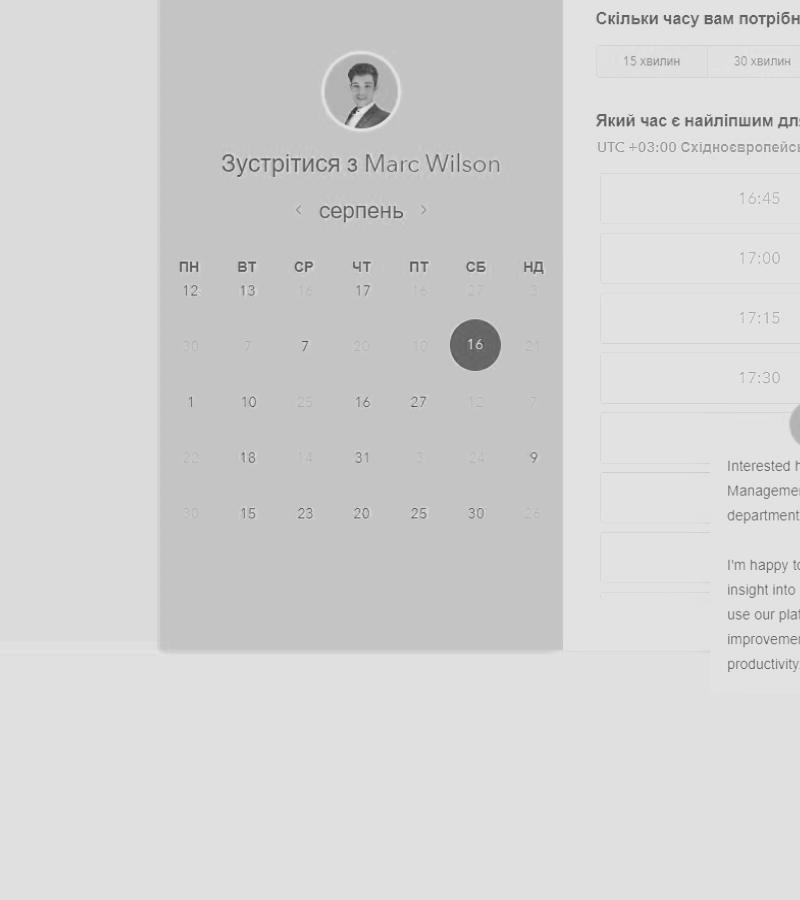 Зустрітися з Marc Wilson
серпень
ПН ВТ СР ЧТ ПТ СБ НД
12 13 16 17 16 27 3
30 7 7 20 10 16 21
1 10 25 16 27 12 7
22 18 14 31 3 24 9
30 15 23 20 25 30 26
Скільки часу вам потрібн
15 хвилин 30 хвилин
Який час є найліпшим дл
UTC +03:00 Східноєвропейс
16:45
17:00
17:15
17:30
Interested h
Managemen
department
I'm happy to
insight into
use our plat
improvemen
productivity